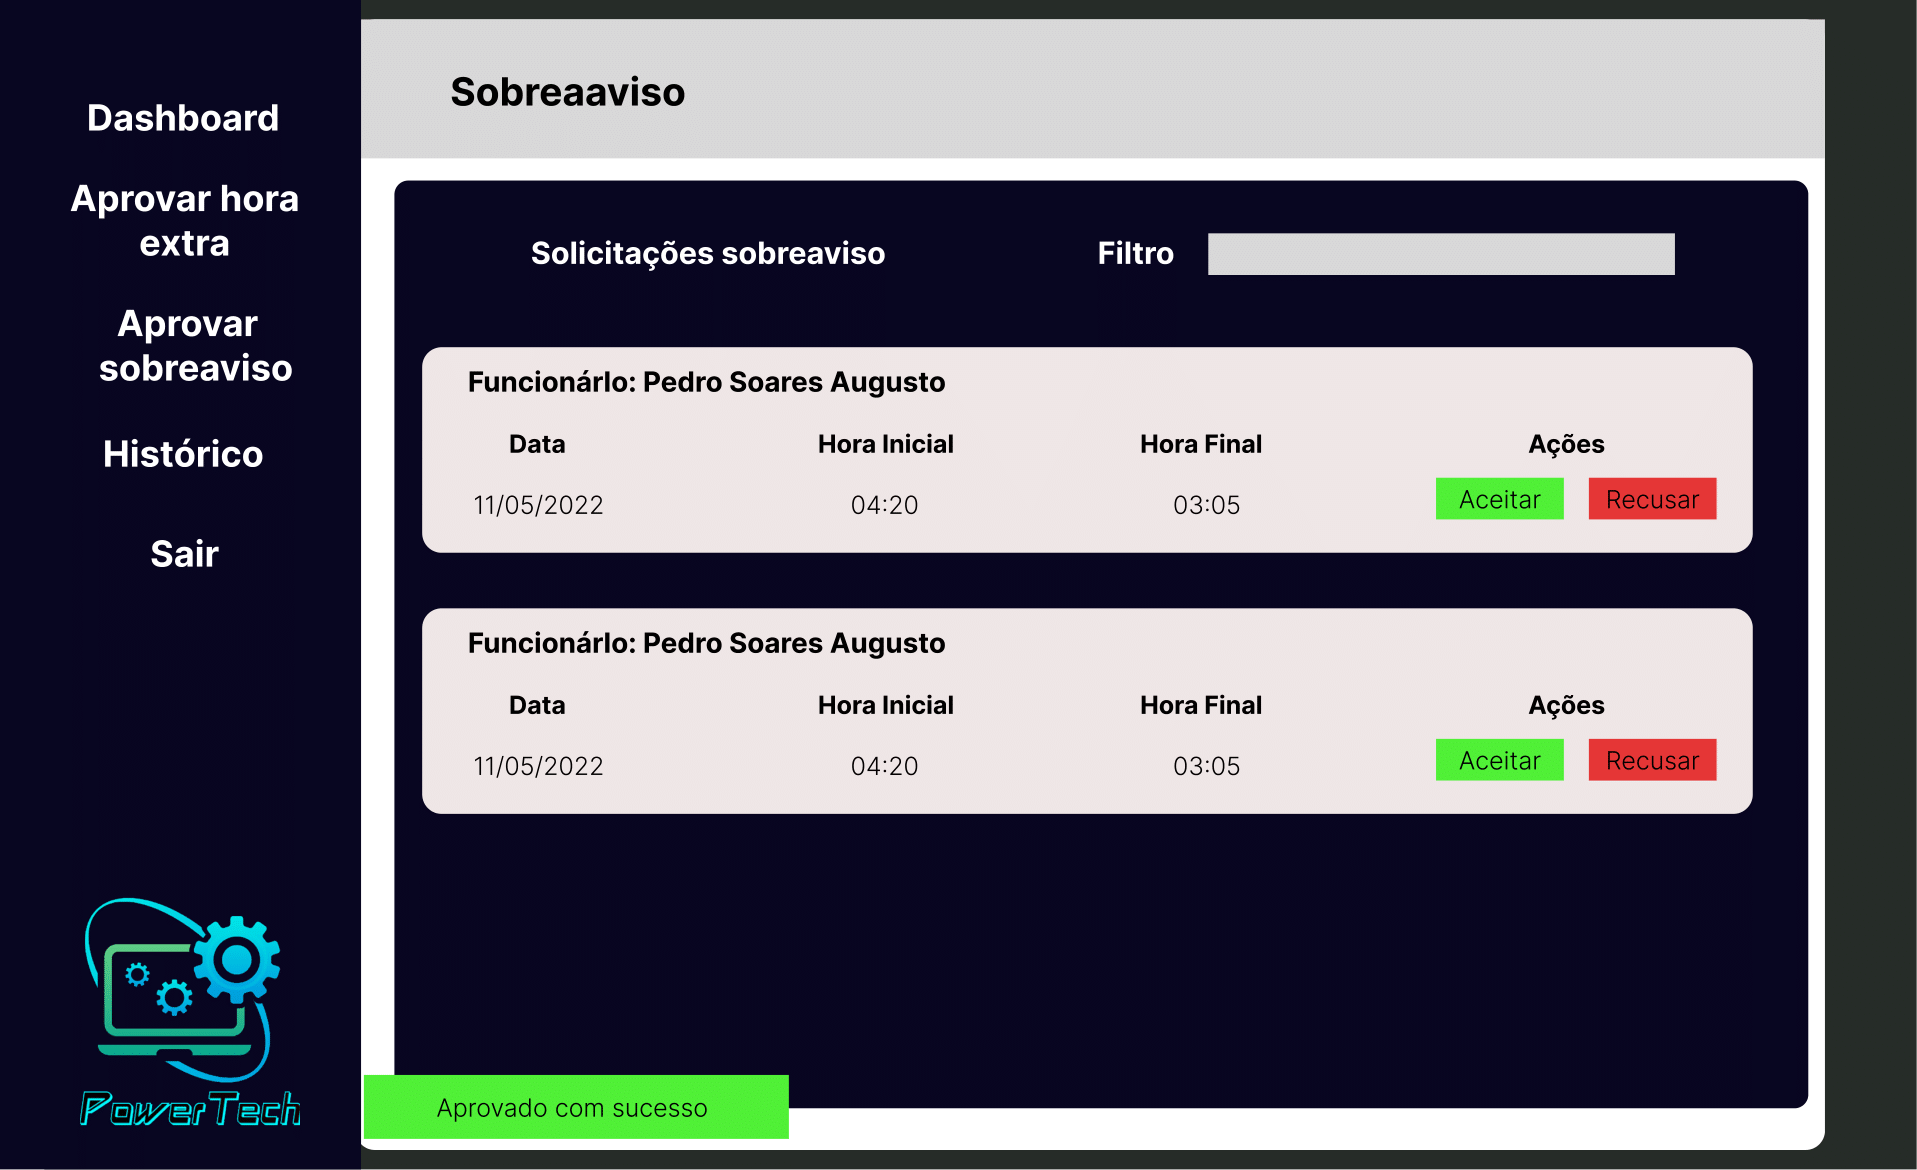 Dashboard
Aprovar hora
extra
Aprovar
sobreaviso
Histórico
Sair
PowerTech
Sobreaaviso
Solicitações sobreaviso
Filtro
Funcionárlo: Pedro Soares Augusto
Data Hora Inicial Hora Final Ações
11/05/2022 04:20 03:05 Aceitar Recusar
Funcionárlo: Pedro Soares Augusto
Data Hora Inicial Hora Final Ações
11/05/2022 04:20 03:05 Aceitar Recusar
Aprovado com sucesso